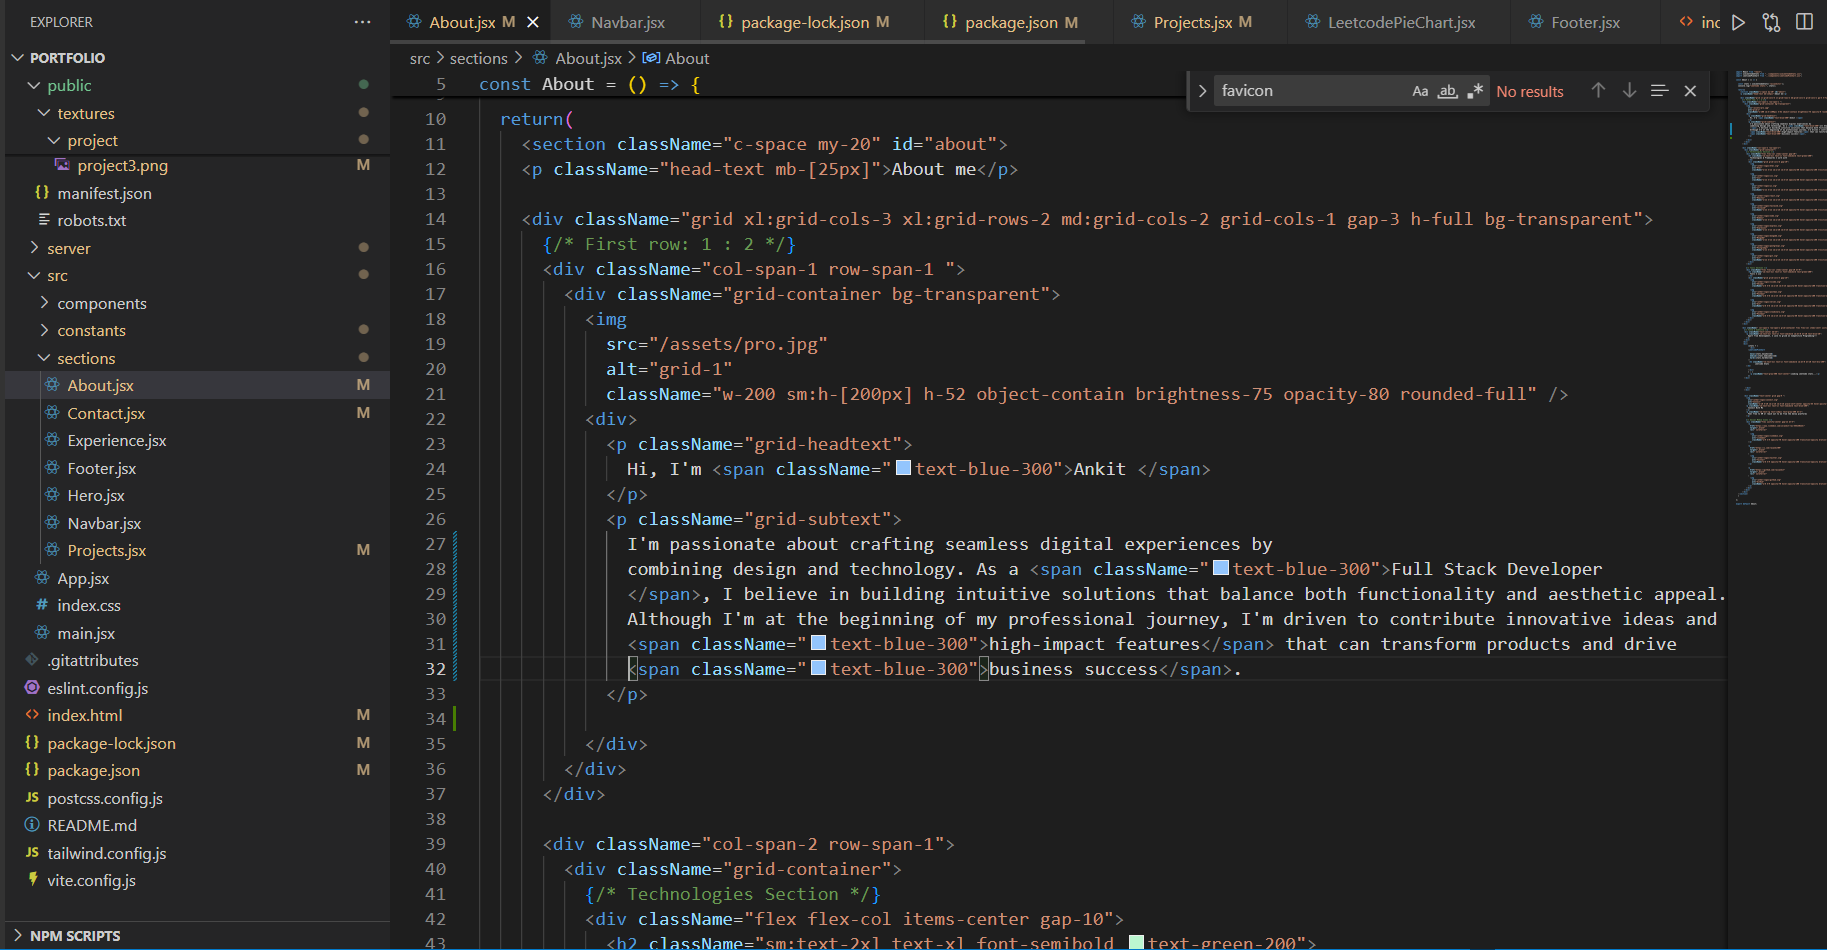 EXPLORER
PORTFOLIO
public
textures
project
project3.png M
manifest.json
robots.txt
server
src
components
constants
sections
About.jsx M
Contact.jsx M
Experience.jsx
Footer.jsx
Hero.jsx
Navbar.jsx
Projects.jsx M
App.jsx
index.css
main.jsx
.gitattributes
eslint.config.js
index.html M
package-lock.json M
package.json M
postcss.config.js
README.md
tailwind.config.js
vite.config.js
NPM SCRIPTS
About.jsx M Navbar.jsx package-lock.json M package.json M Projects.jsx M LeetcodePieChart.jsx Footer.jsx
src > sections > About.jsx > About
favicon Aa ab No results
5 const About = () => {
10 return(
11 <section className="c-space my-20" id="about">
12 <p className="head-text mb-[25px]">About me</p>
13
14 <div className="grid xl:grid-cols-3 xl:grid-rows-2 md:grid-cols-2 grid-cols-1 gap-3 h-full bg-transparent">
15 {/* First row: 1 : 2 */}
16 <div className="col-span-1 row-span-1 ">
17 <div className="grid-container bg-transparent">
18 <img
19 src="/assets/pro.jpg"
20 alt="grid-1"
21 className="w-200 sm:h-[200px] h-52 object-contain brightness-75 opacity-80 rounded-full" />
22 <div>
23 <p className="grid-headtext">
24 Hi, I'm <span className="text-blue-300">Ankit </span>
25 </p>
26 <p className="grid-subtext">
27 I'm passionate about crafting seamless digital experiences by
28 combining design and technology. As a <span className="text-blue-300">Full Stack Developer
29 </span>, I believe in building intuitive solutions that balance both functionality and aesthetic appeal.
30 Although I'm at the beginning of my professional journey, I'm driven to contribute innovative ideas and
31 <span className="text-blue-300">high-impact features</span> that can transform products and drive
32 <span className="text-blue-300">business success</span>.
33 </p>
34
35 </div>
36 </div>
37 </div>
38
39 <div className="col-span-2 row-span-1">
40 <div className="grid-container">
41 {/* Technologies Section */}
42 <div className="flex flex-col items-center gap-10">
43 <h2 className="sm:text-2xl text-xl font-semibold text-green-200">